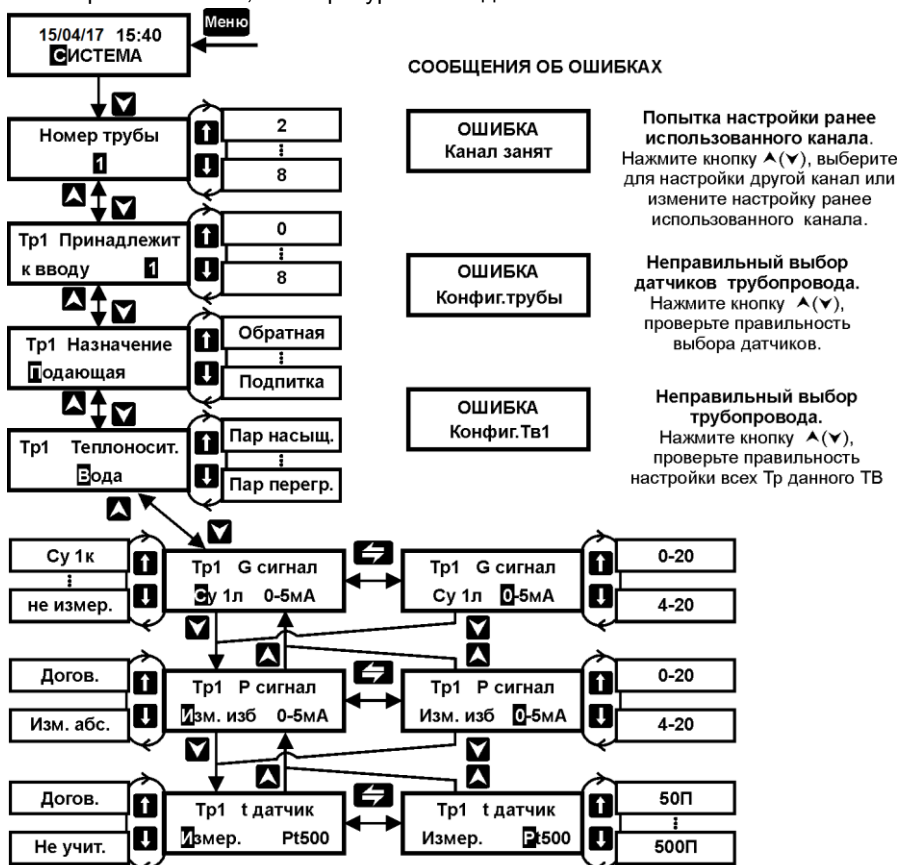 Меню
15/04/17 15:40
СИСТЕМА
Номер трубы
1
2
8
Тр1 Принадлежит
к вводу 1
0
8
Тр1 Назначение
Подающая
Обратная
Подпитка
Тр1 Теплоносит.
Вода
Пар насыщ.
Пар перегр.
СООБЩЕНИЯ ОБ ОШИБКАХ
ОШИБКА
Канал занят
Попытка настройки ранее
использованного канала.
Нажмите кнопку ⮝(⮟), выберите
для настройки другой канал или
измените настройку ранее
использованного канала.
ОШИБКА
Конфиг.трубы
Неправильный выбор
датчиков трубопровода.
Нажмите кнопку ⮝(⮟),
проверьте правильность
выбора датчиков.
ОШИБКА
Конфиг.Тв1
Неправильный выбор
трубопровода.
Нажмите кнопку ⮝(⮟),
проверьте правильность
настройки всех Тр данного ТВ
Су 1к
не измер.
Тр1 G сигнал
Су 1л 0-5мА
Тр1 G сигнал
Су 1л 0-5мА
0-20
4-20
Догов.
Изм. абс.
Тр1 P сигнал
Изм. изб 0-5мА
Тр1 P сигнал
Изм. изб 0-5мА
0-20
4-20
Догов.
Не учит.
Тр1 t датчик
Измер. Pt500
Тр1 t датчик
Измер. Pt500
50П
500П